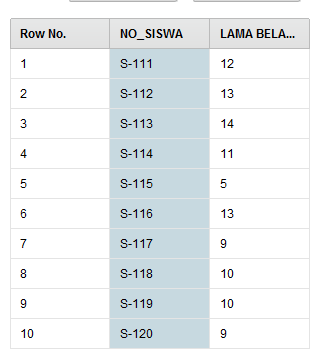 Row No. NO_SISWA LAMA BELA...
1 S-111 12
2 S-112 13
3 S-113 14
4 S-114 11
5 S-115 5
6 S-116 13
7 S-117 9
8 S-118 10
9 S-119 10
10 S-120 9